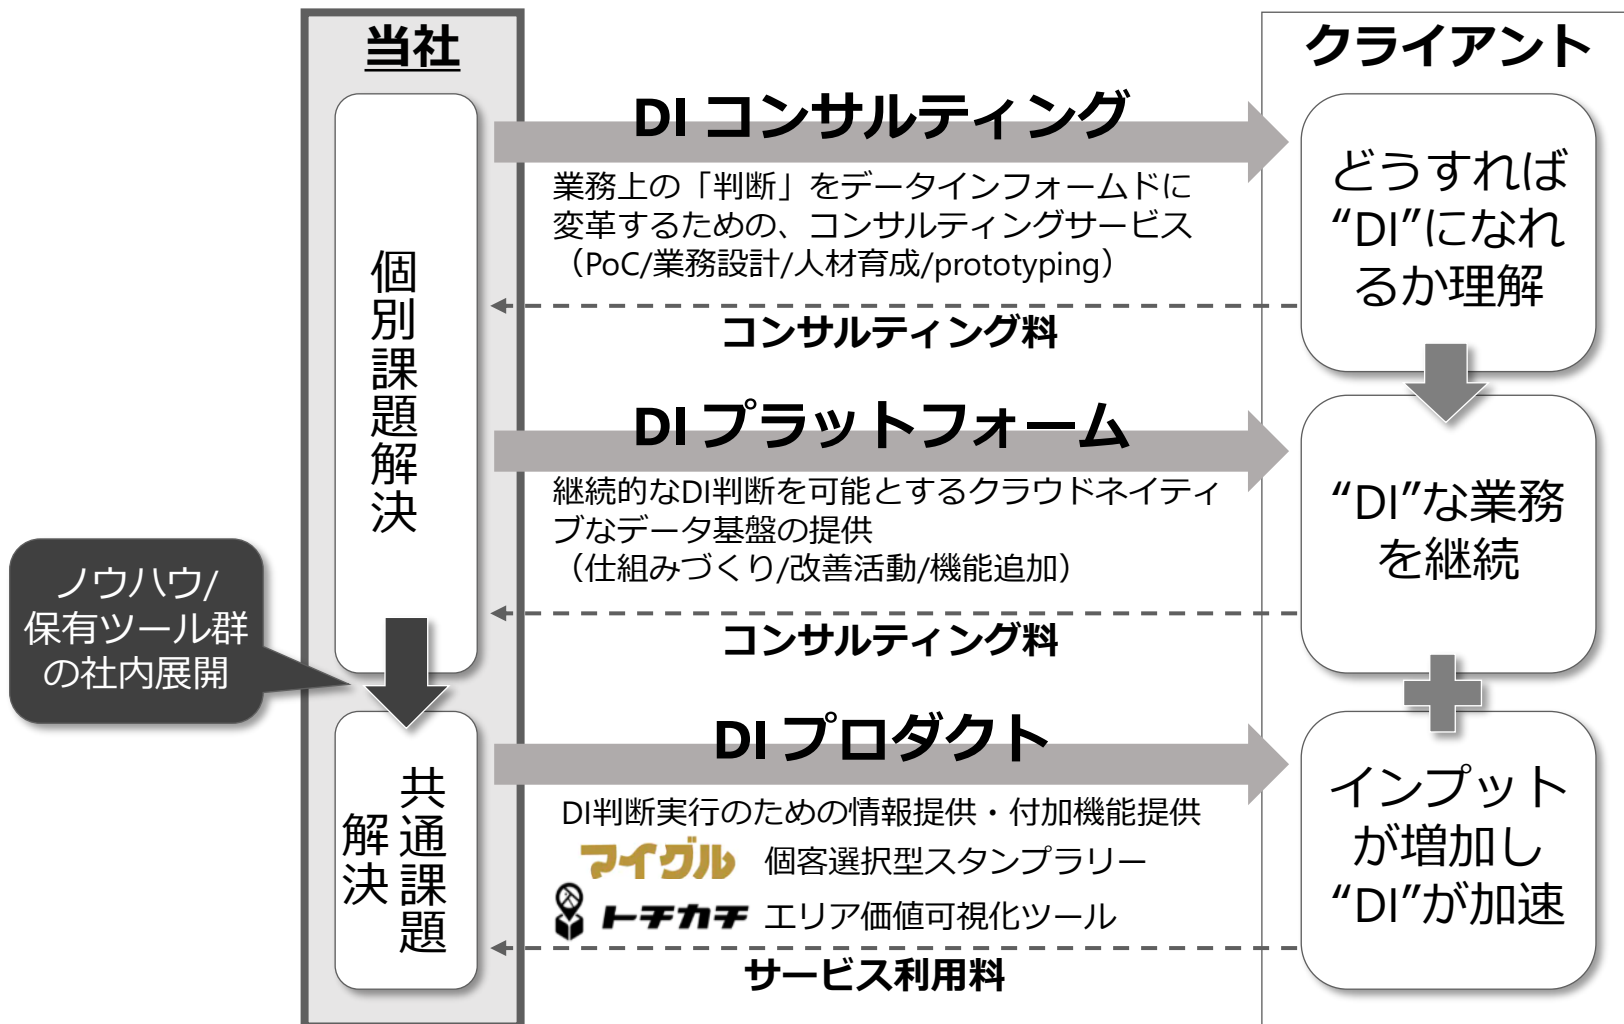 当社
クライアント
個別課題解決
ノウハウ/
保有ツール群
の社内展開
共通課題
解決
DI コンサルティング
業務上の「判断」をデータインフォームドに
変革するための、コンサルティングサービス
（PoC/業務設計/人材育成/prototyping）
コンサルティング料
どうすれば
“DI”になれ
るか理解
DI プラットフォーム
継続的なDI判断を可能とするクラウドネイティ
ブなデータ基盤の提供
（仕組みづくり/改善活動/機能追加）
コンサルティング料
“DI”な業務
を継続
DI プロダクト
DI判断実行のための情報提供・付加機能提供
マイグル 個客選択型スタンプラリー
トチカチ エリア価値可視化ツール
サービス利用料
インプット
が増加し
“DI”が加速